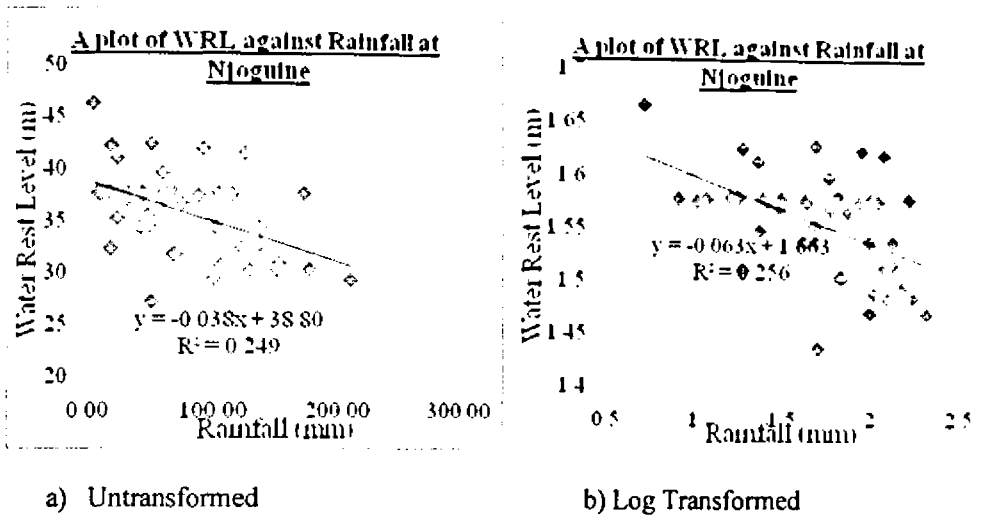 A plot of WRL against Rainfall at
Njoguine
50
45
40
35
30
25
20
Water Rest Level (m)
y = -0 038x + 38 80
R² = 0 249
0 00 100 00 200 00 300 00
Rainfall (mm)
a) Untransformed
A plot of WRL against Rainfall at
Njoguine
1
1 65
1 6
1 55
1 5
1 45
1 4
Water Rest Level (m)
y = -0 063x + 1 663
R² = 0 256
0 5 1 1 5 2 2 5
Rainfall (mm)
b) Log Transformed